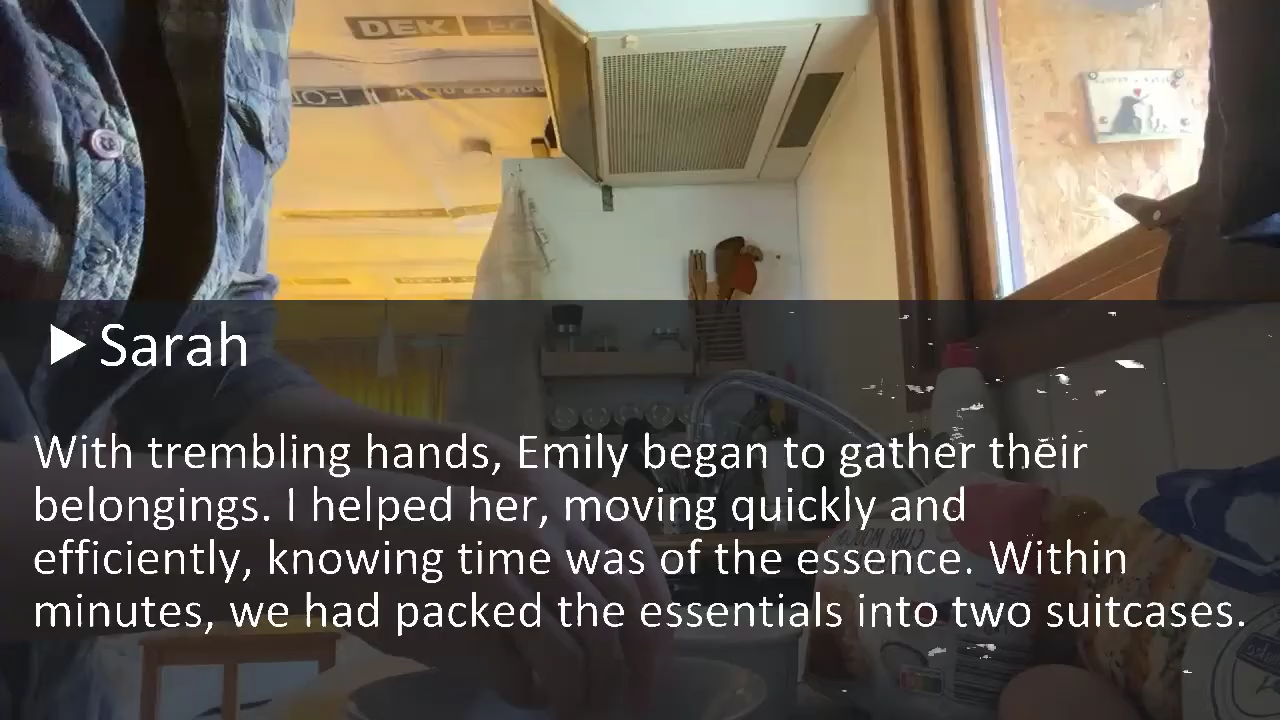 DEK
▶ Sarah
With trembling hands, Emily began to gather their
belongings. I helped her, moving quickly and
efficiently, knowing time was of the essence. Within
minutes, we had packed the essentials into two suitcases.